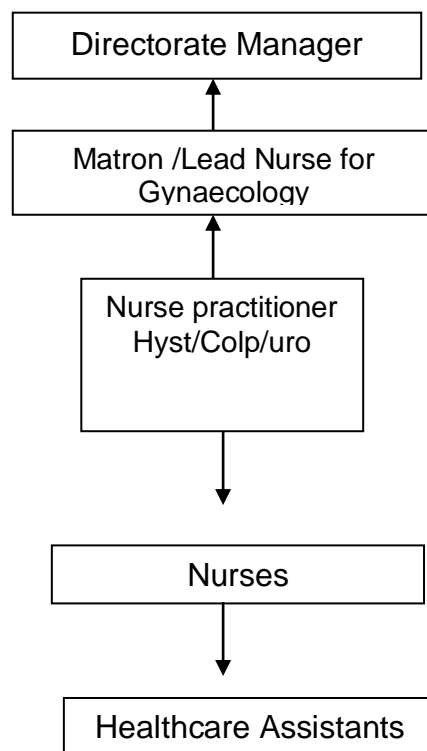 Directorate Manager
Matron /Lead Nurse for
Gynaecology
Nurse practitioner
Hyst/Colp/uro
Nurses
Healthcare Assistants